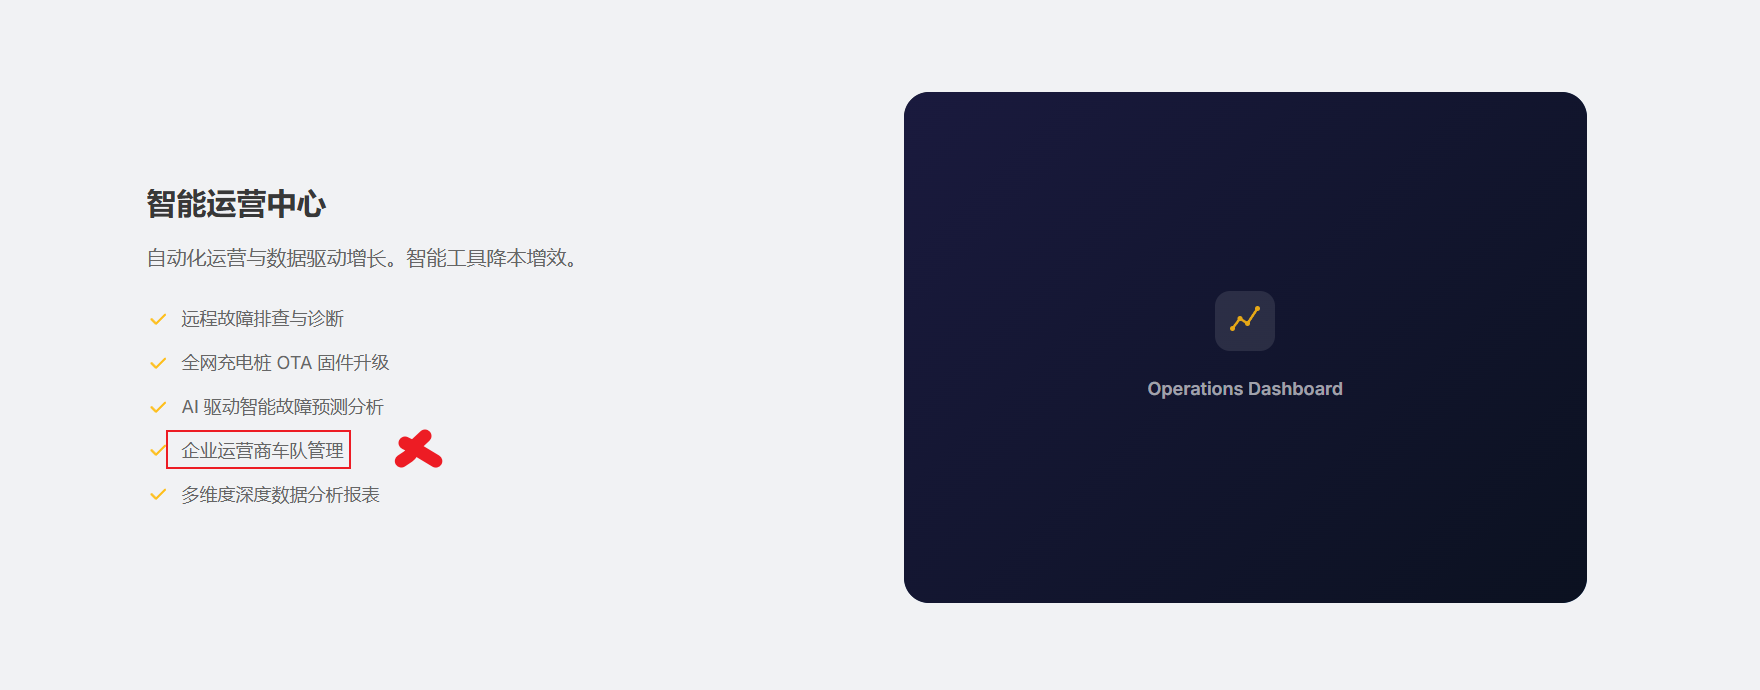 智能运营中心
自动化运营与数据驱动增长。智能工具降本增效。
远程故障排查与诊断
全网充电桩 OTA 固件升级
AI 驱动智能故障预测分析
企业运营商车队管理
多维度深度数据分析报表
Operations Dashboard